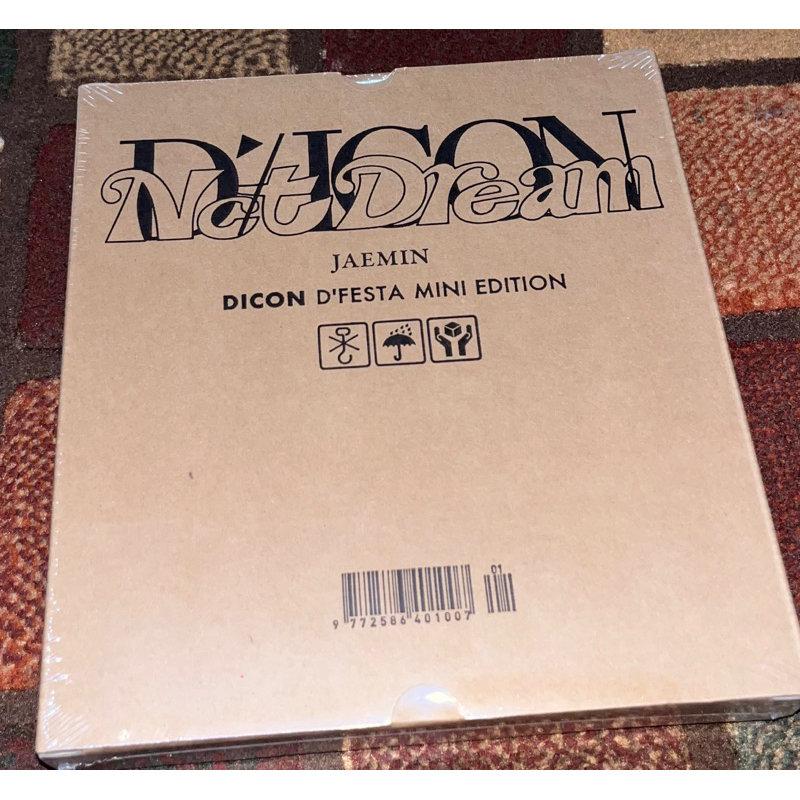 D'ICON
Nct Dream
JAEMIN
DICON D'FESTA MINI EDITION
01
9 772586 401007